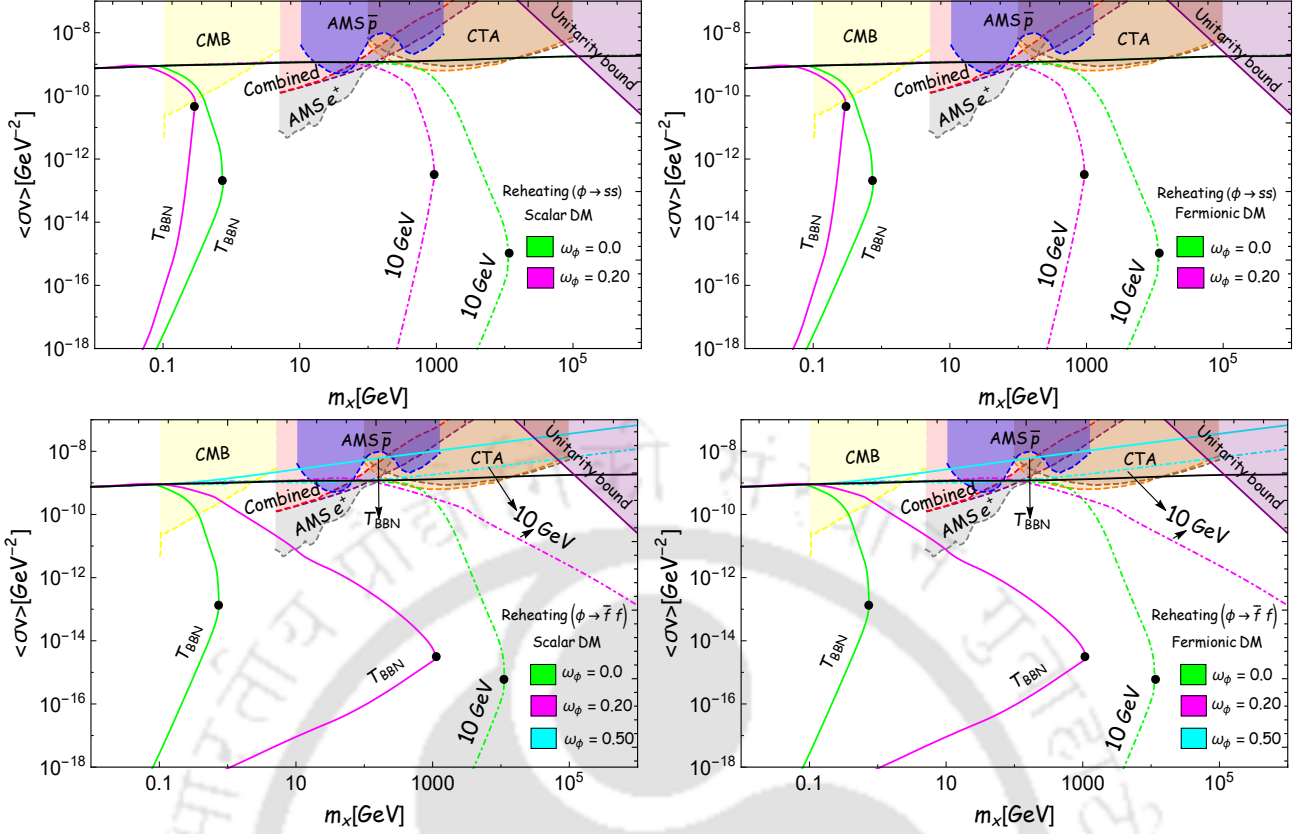 10⁻⁸
10⁻¹⁰
10⁻¹²
10⁻¹⁴
10⁻¹⁶
10⁻¹⁸
<σv>[GeV⁻²]
CMB
AMS p̅
CTA
Unitarity bound
Combined
AMS e⁺
T_BBN
T_BBN
10 GeV
10 GeV
Reheating (ϕ→ss)
Scalar DM
ω_ϕ = 0.0
ω_ϕ = 0.20
0.1
10
1000
10⁵
m_x[GeV]
10⁻⁸
10⁻¹⁰
10⁻¹²
10⁻¹⁴
10⁻¹⁶
10⁻¹⁸
<σv>[GeV⁻²]
CMB
AMS p̅
CTA
Unitarity bound
Combined
AMS e⁺
T_BBN
T_BBN
10 GeV
10 GeV
Reheating (ϕ→ss)
Fermionic DM
ω_ϕ = 0.0
ω_ϕ = 0.20
0.1
10
1000
10⁵
m_x[GeV]
10⁻⁸
10⁻¹⁰
10⁻¹²
10⁻¹⁴
10⁻¹⁶
10⁻¹⁸
<σv>[GeV⁻²]
CMB
AMS p̅
CTA
Unitarity bound
Combined
AMS e⁺
T_BBN
10 GeV
T_BBN
T_BBN
10 GeV
Reheating (ϕ→f̅ f)
Scalar DM
ω_ϕ = 0.0
ω_ϕ = 0.20
ω_ϕ = 0.50
0.1
10
1000
10⁵
m_x[GeV]
10⁻⁸
10⁻¹⁰
10⁻¹²
10⁻¹⁴
10⁻¹⁶
10⁻¹⁸
<σv>[GeV⁻²]
CMB
AMS p̅
CTA
Unitarity bound
Combined
AMS e⁺
T_BBN
10 GeV
T_BBN
T_BBN
10 GeV
Reheating (ϕ→f̅ f)
Fermionic DM
ω_ϕ = 0.0
ω_ϕ = 0.20
ω_ϕ = 0.50
0.1
10
1000
10⁵
m_x[GeV]